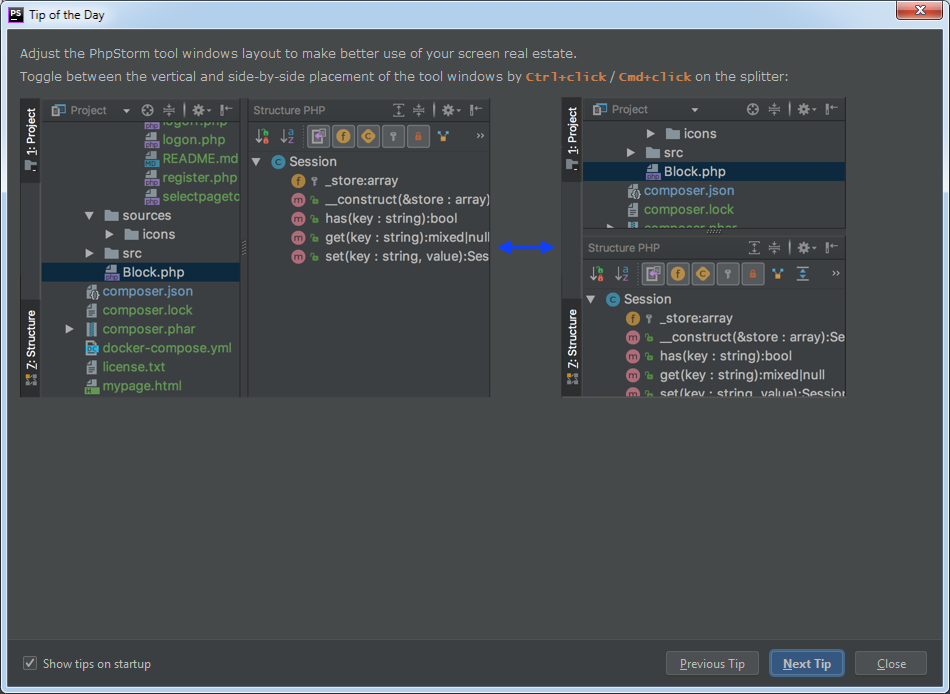 PS Tip of the Day
Adjust the PhpStorm tool windows layout to make better use of your screen real estate.
Toggle between the vertical and side-by-side placement of the tool windows by Ctrl+click / Cmd+click on the splitter:
1: Project
Z: Structure
Project
logon.php
logon.php
README.md
register.php
selectpagetc
sources
icons
src
Block.php
composer.json
composer.lock
composer.phar
docker-compose.yml
license.txt
mypage.html
Structure PHP
Session
_store:array
__construct(&store : array)
has(key : string):bool
get(key : string):mixed|null
set(key : string, value):Ses
1: Project
Z: Structure
Project
icons
src
Block.php
composer.json
composer.lock
composer.phar
Structure PHP
Session
_store:array
__construct(&store : array):Se
has(key : string):bool
get(key : string):mixed|null
set(key : string, value):Session
Show tips on startup
Previous Tip
Next Tip
Close